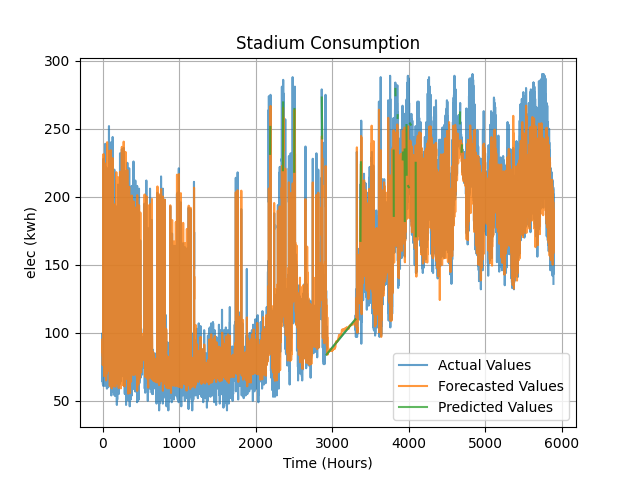 Stadium Consumption
300
250
200
150
100
50
elec (kwh)
0
1000
2000
3000
4000
5000
6000
Time (Hours)
Actual Values
Forecasted Values
Predicted Values